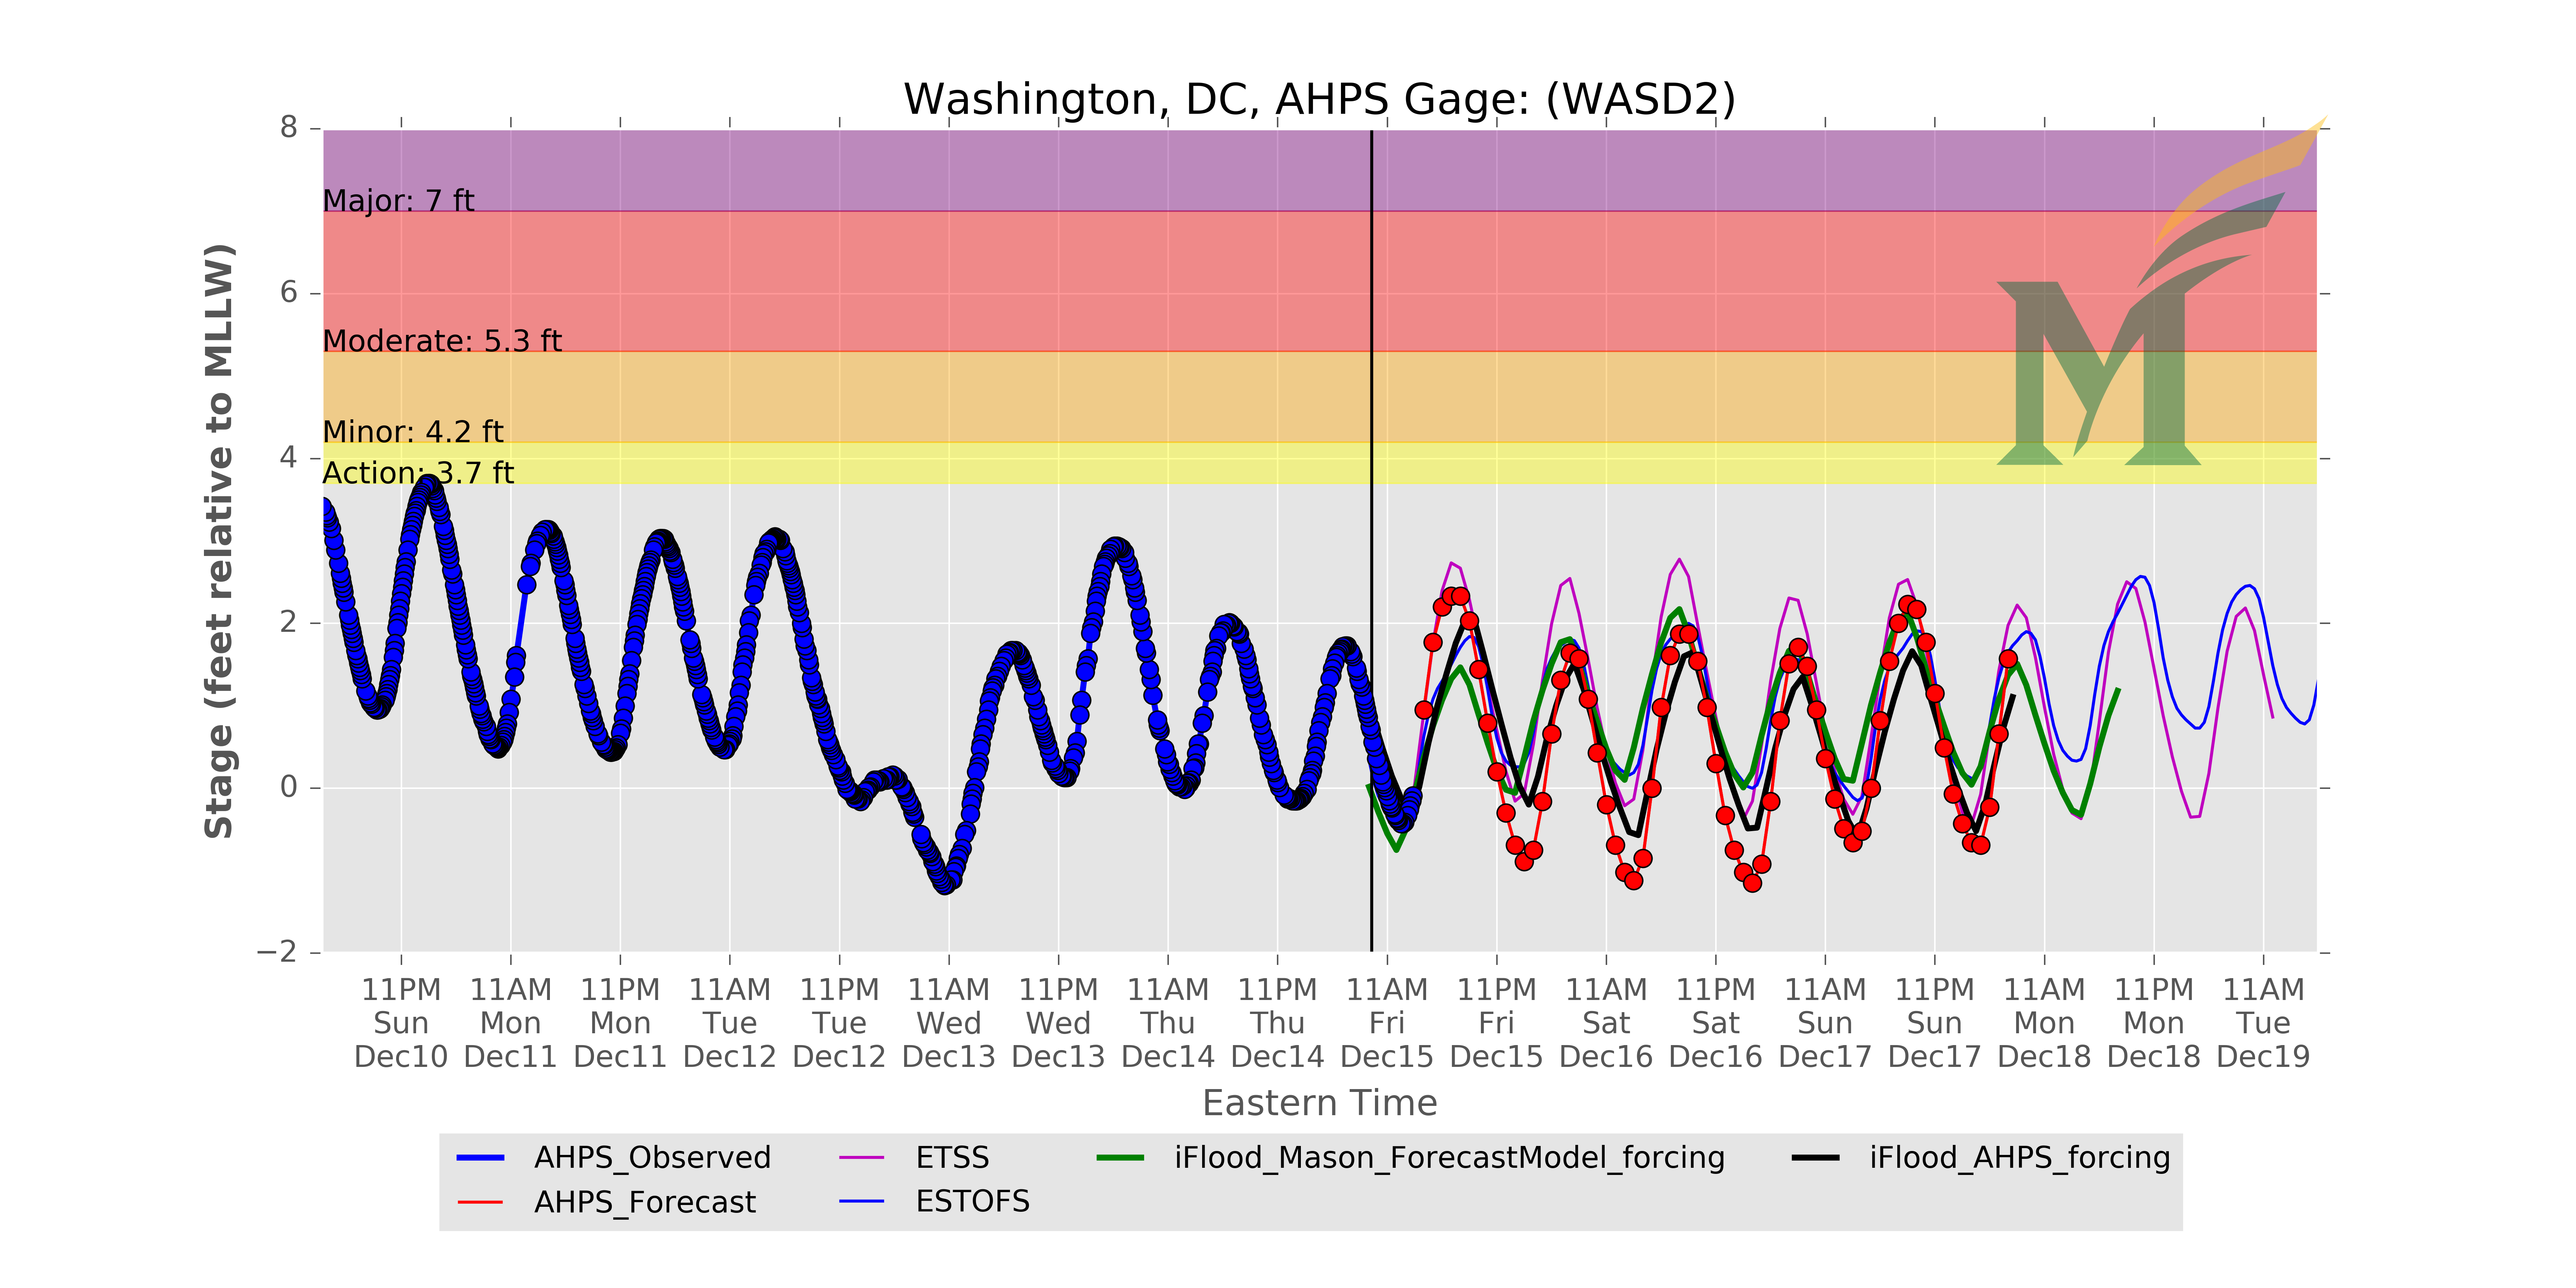 Washington, DC, AHPS Gage: (WASD2)
8
Major: 7 ft
6
Moderate: 5.3 ft
Minor: 4.2 ft
4
Action: 3.7 ft
2
0
−2
Stage (feet relative to MLLW)
11PM 11AM 11PM 11AM 11PM 11AM 11PM 11AM 11PM 11AM 11PM 11AM 11PM 11AM 11PM 11AM 11PM 11AM
Sun Mon Mon Tue Tue Wed Wed Thu Thu Fri Fri Sat Sat Sun Sun Mon Mon Tue
Dec10 Dec11 Dec11 Dec12 Dec12 Dec13 Dec13 Dec14 Dec14 Dec15 Dec15 Dec16 Dec16 Dec17 Dec17 Dec18 Dec18 Dec19
Eastern Time
AHPS_Observed ETSS iFlood_Mason_ForecastModel_forcing iFlood_AHPS_forcing
AHPS_Forecast ESTOFS